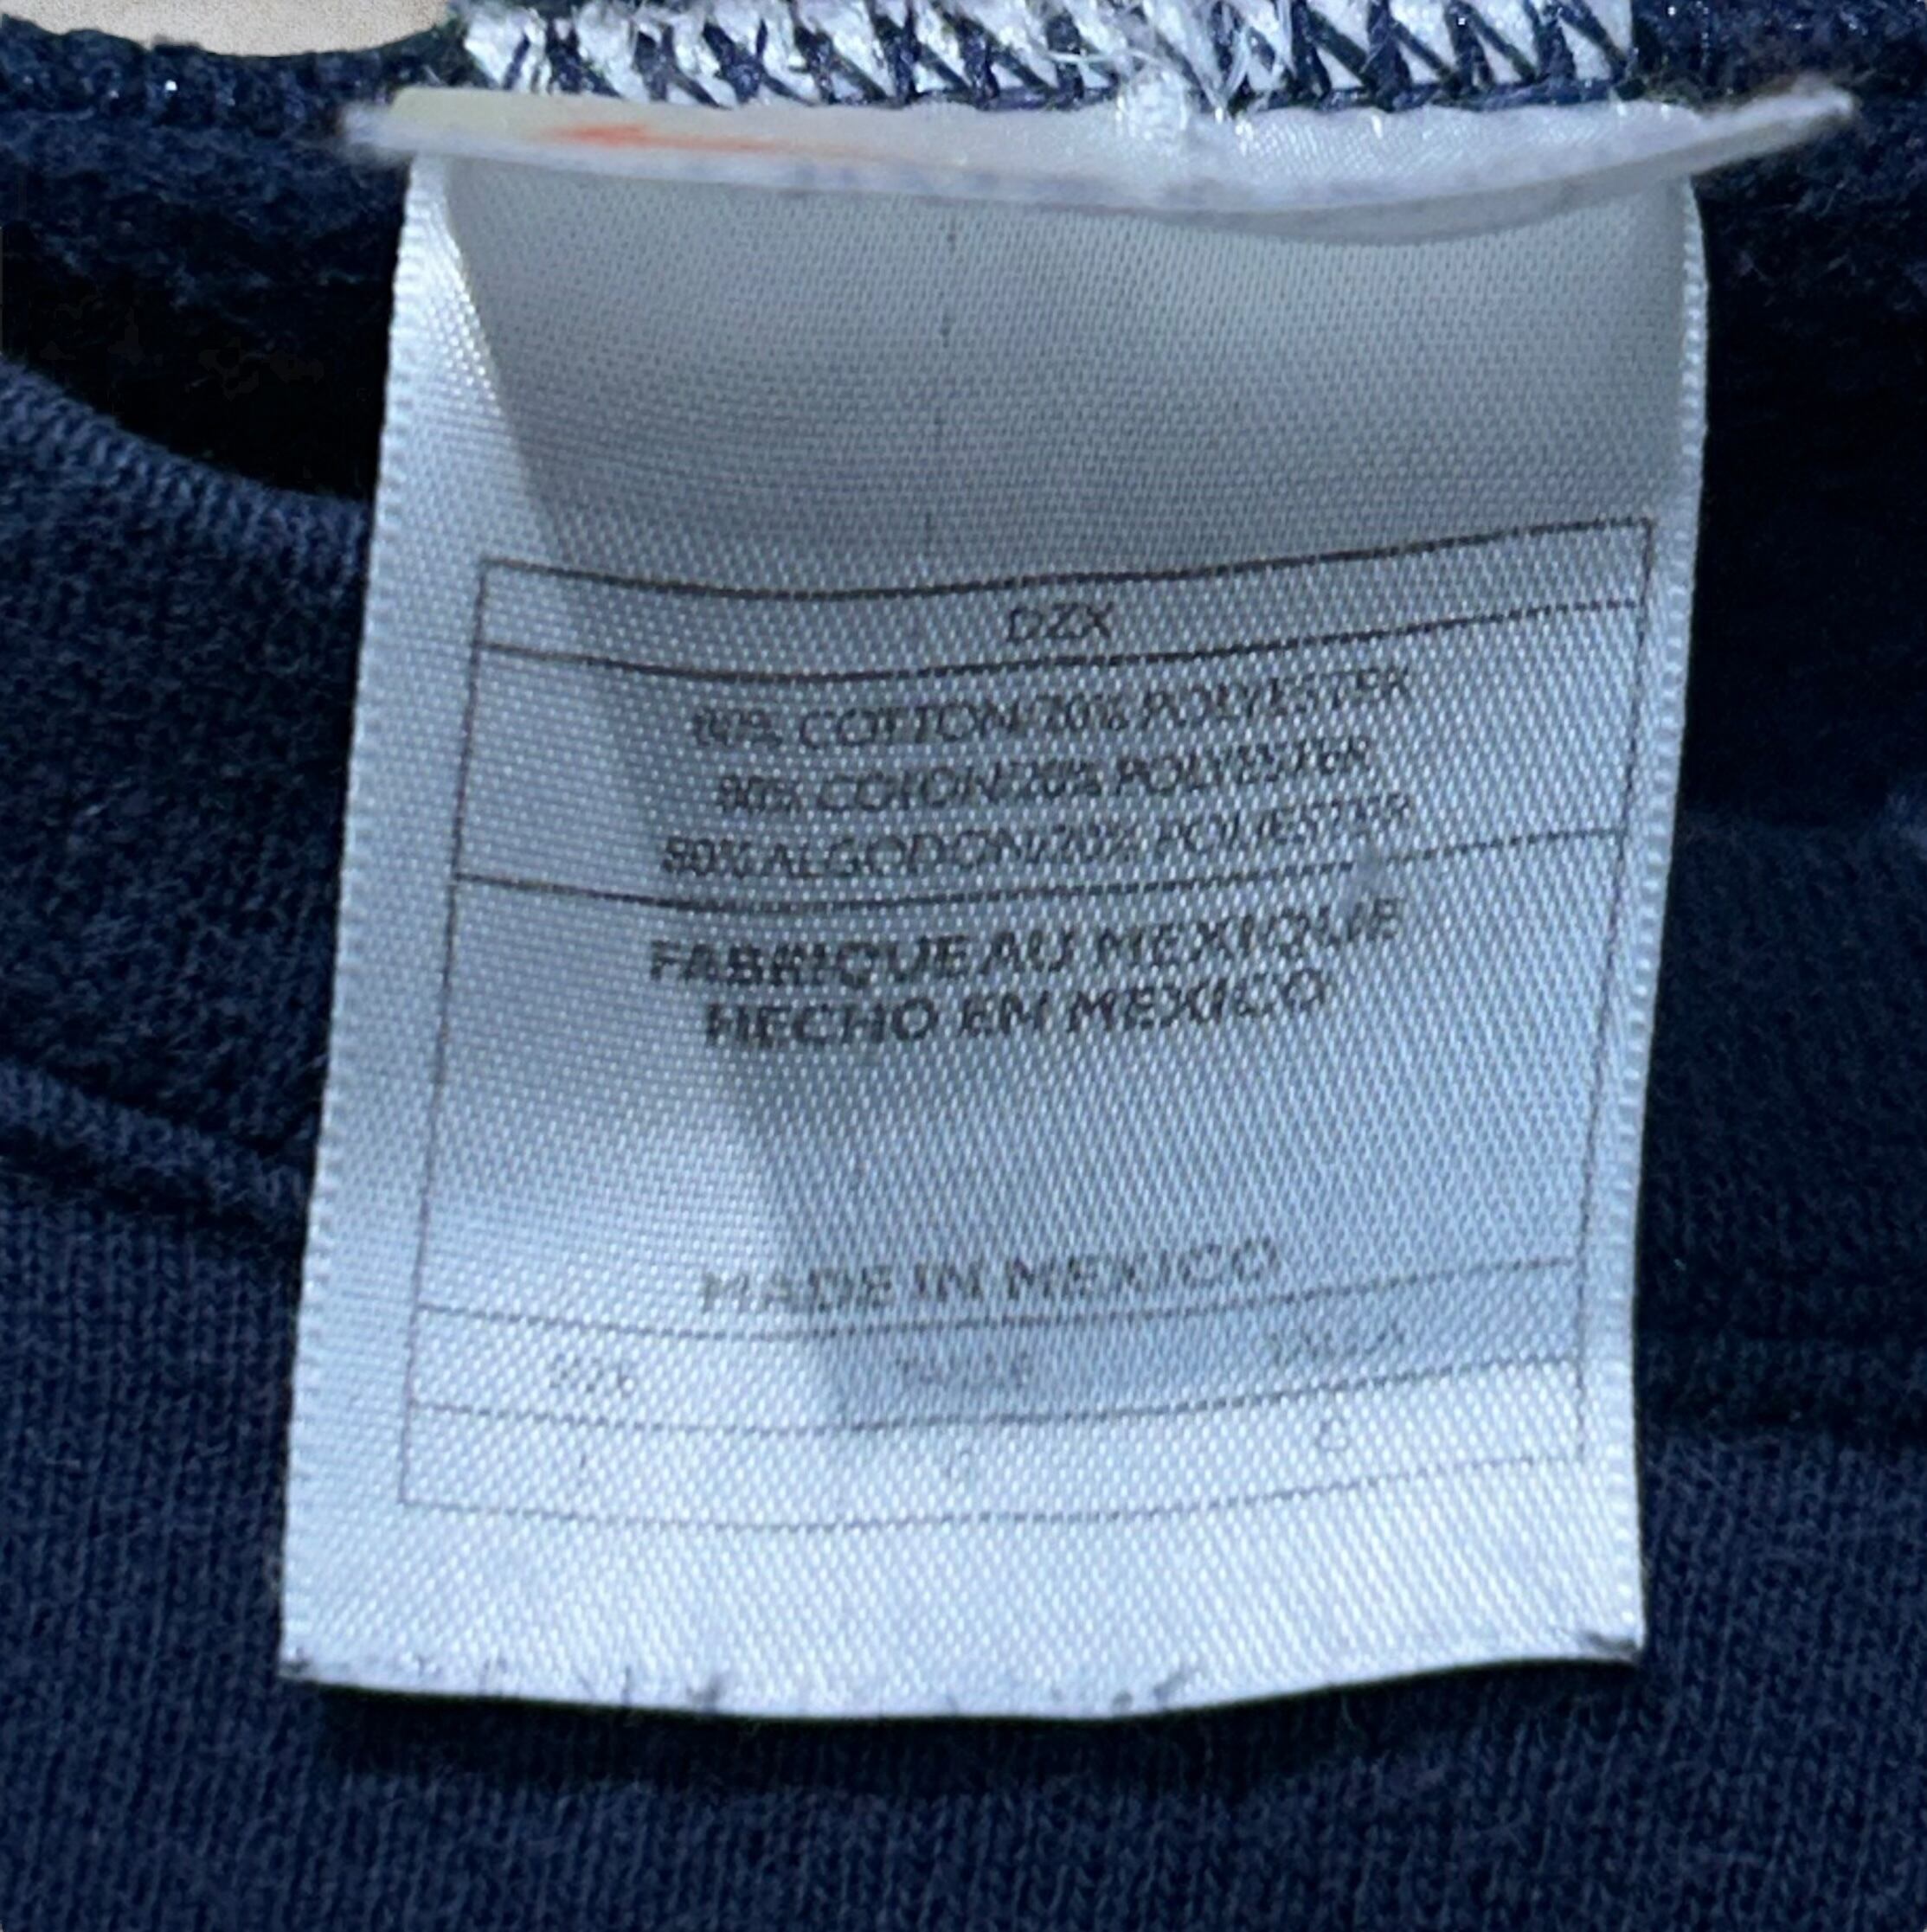 DZX
80% COTTON/20% POLYESTER
80% COTON/20% POLYESTER
80% ALGODON/20% POLIESTER
FABRIQUE AU MEXIQUE
HECHO EN MEXICO
MADE IN MEXICO